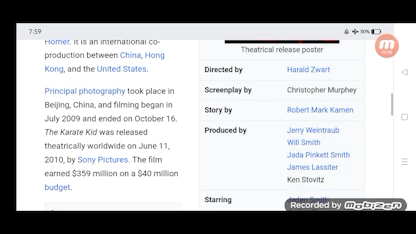 7:59
50%
Homer. It is an international co-
production between China, Hong
Kong, and the United States.
Principal photography took place in
Beijing, China, and filming began in
July 2009 and ended on October 16.
The Karate Kid was released
theatrically worldwide on June 11,
2010, by Sony Pictures. The film
earned $359 million on a $40 million
budget.
Theatrical release poster
Directed by Harald Zwart
Screenplay by Christopher Murphey
Story by Robert Mark Kamen
Produced by Jerry Weintraub
Will Smith
Jada Pinkett Smith
James Lassiter
Ken Stovitz
Starring
Recorded by Mobizen